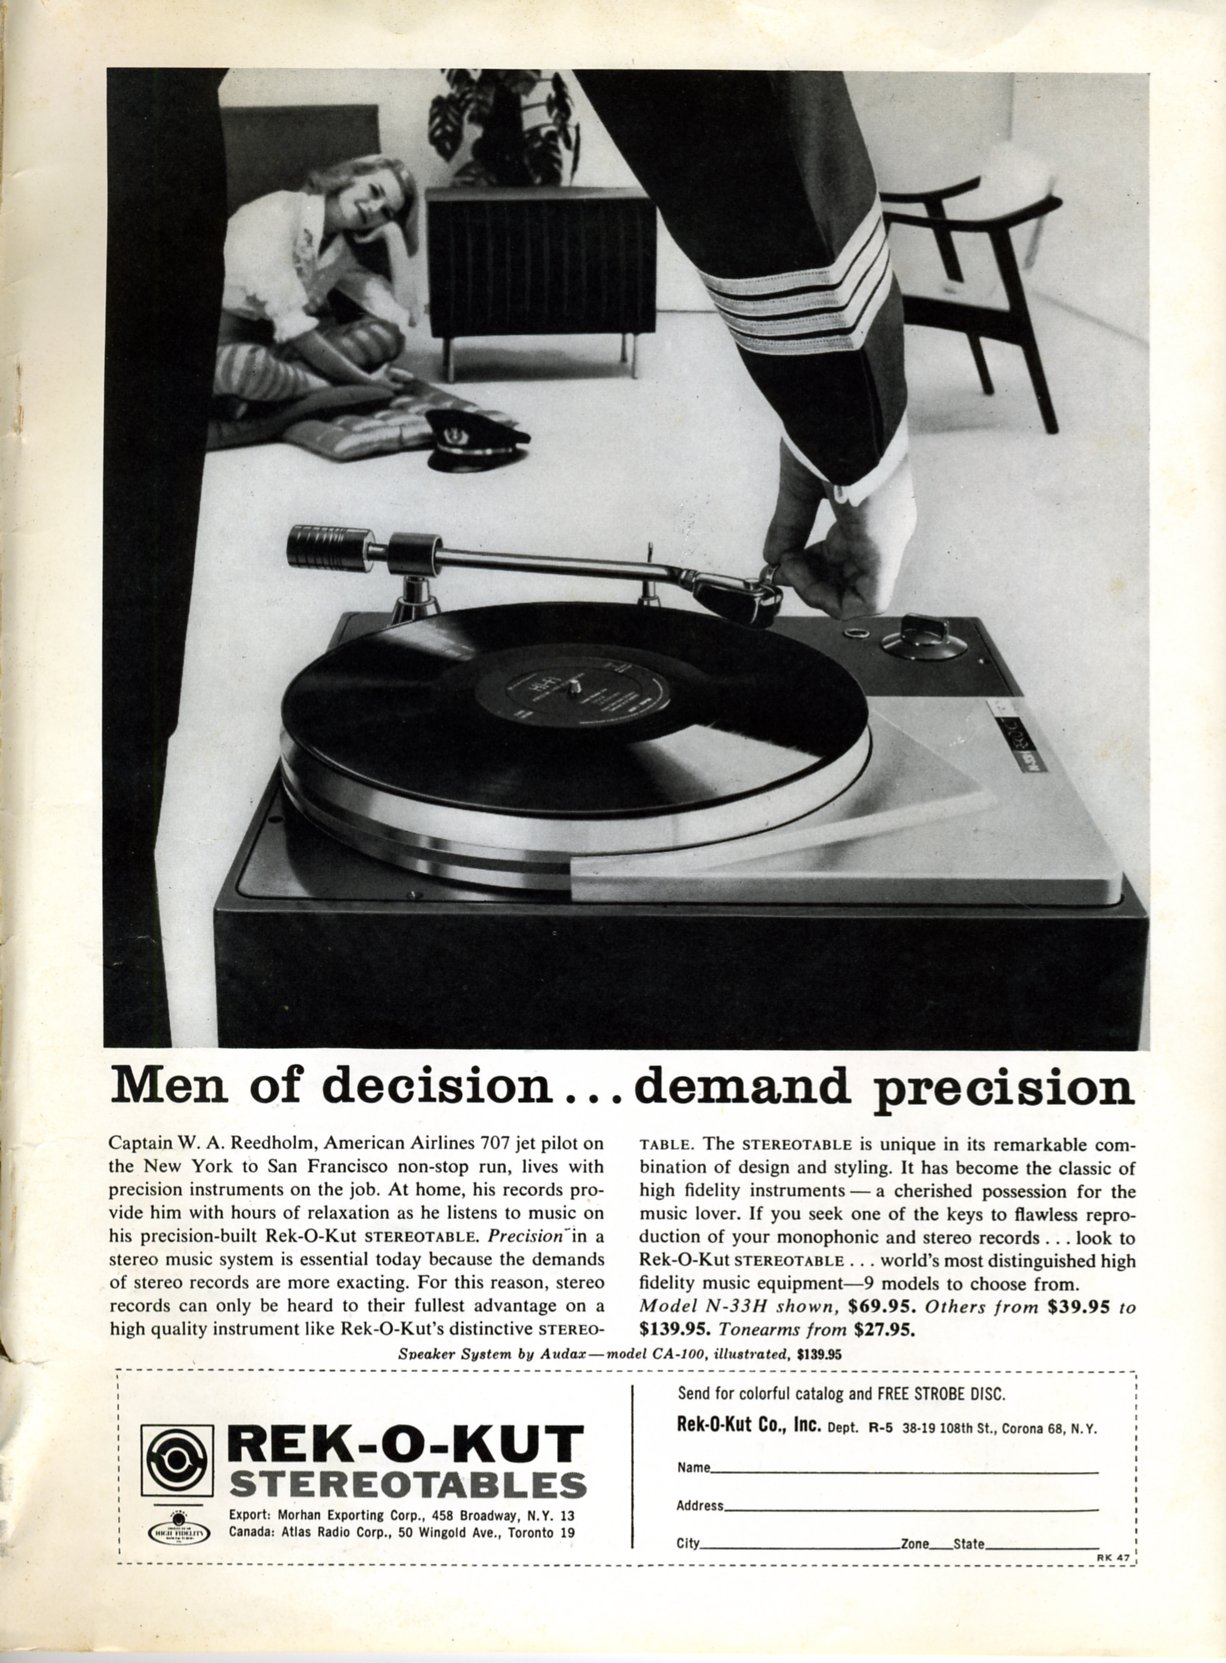 Men of decision... demand precision
Captain W. A. Reedholm, American Airlines 707 jet pilot on
the New York to San Francisco non-stop run, lives with
precision instruments on the job. At home, his records pro-
vide him with hours of relaxation as he listens to music on
his precision-built Rek-O-Kut STEREOTABLE. Precision in a
stereo music system is essential today because the demands
of stereo records are more exacting. For this reason, stereo
records can only be heard to their fullest advantage on a
high quality instrument like Rek-O-Kut's distinctive STEREO-
TABLE. The STEREOTABLE is unique in its remarkable com-
bination of design and styling. It has become the classic of
high fidelity instruments — a cherished possession for the
music lover. If you seek one of the keys to flawless repro-
duction of your monophonic and stereo records . . . look to
Rek-O-Kut STEREOTABLE . . . world's most distinguished high
fidelity music equipment—9 models to choose from.
Model N-33H shown, $69.95. Others from $39.95 to
$139.95. Tonearms from $27.95.
Speaker System by Audax—model CA-100, illustrated, $139.95
REK-O-KUT
STEREOTABLES
Export: Morhan Exporting Corp., 458 Broadway, N.Y. 13
Canada: Atlas Radio Corp., 50 Wingold Ave., Toronto 19
HIGH FIDELITY
Send for colorful catalog and FREE STROBE DISC.
Rek-O-Kut Co., Inc. Dept. R-5 38-19 108th St., Corona 68, N.Y.
Name
Address
City Zone State
RK 47